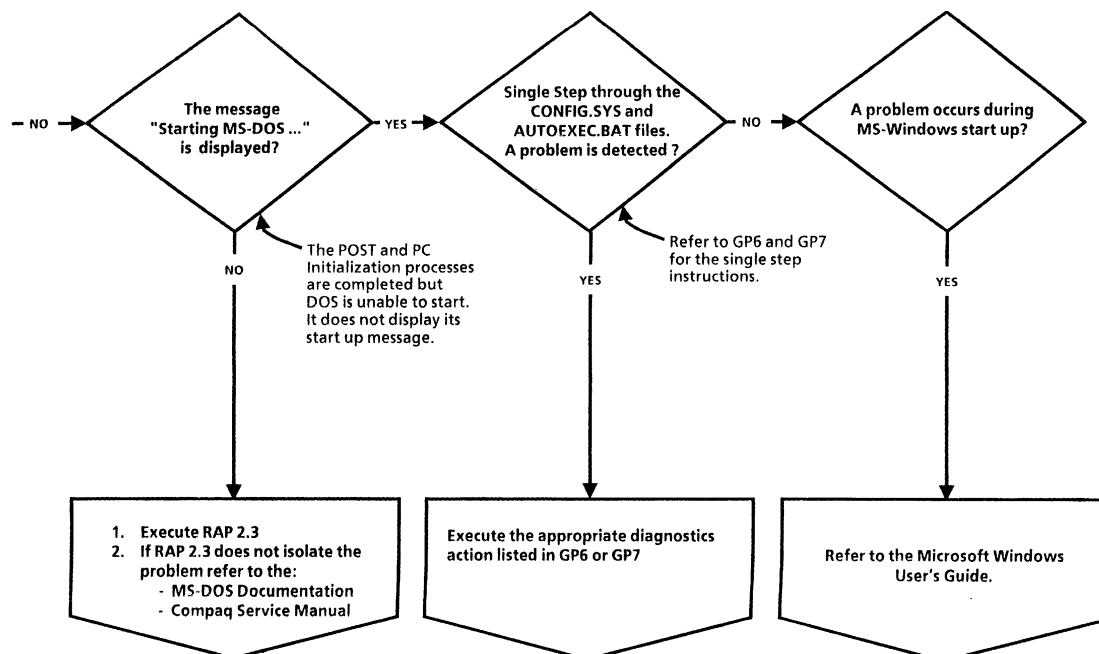 NO
The message
"Starting MS-DOS ..."
is displayed?
YES
Single Step through the
CONFIG.SYS and
AUTOEXEC.BAT files.
A problem is detected ?
NO
A problem occurs during
MS-Windows start up?
NO
The POST and PC
Initialization processes
are completed but
DOS is unable to start.
It does not display its
start up message.
YES
Refer to GP6 and GP7
for the single step
instructions.
YES
1. Execute RAP 2.3
2. If RAP 2.3 does not isolate the
problem refer to the:
- MS-DOS Documentation
- Compaq Service Manual
Execute the appropriate diagnostics
action listed in GP6 or GP7
Refer to the Microsoft Windows
User's Guide.